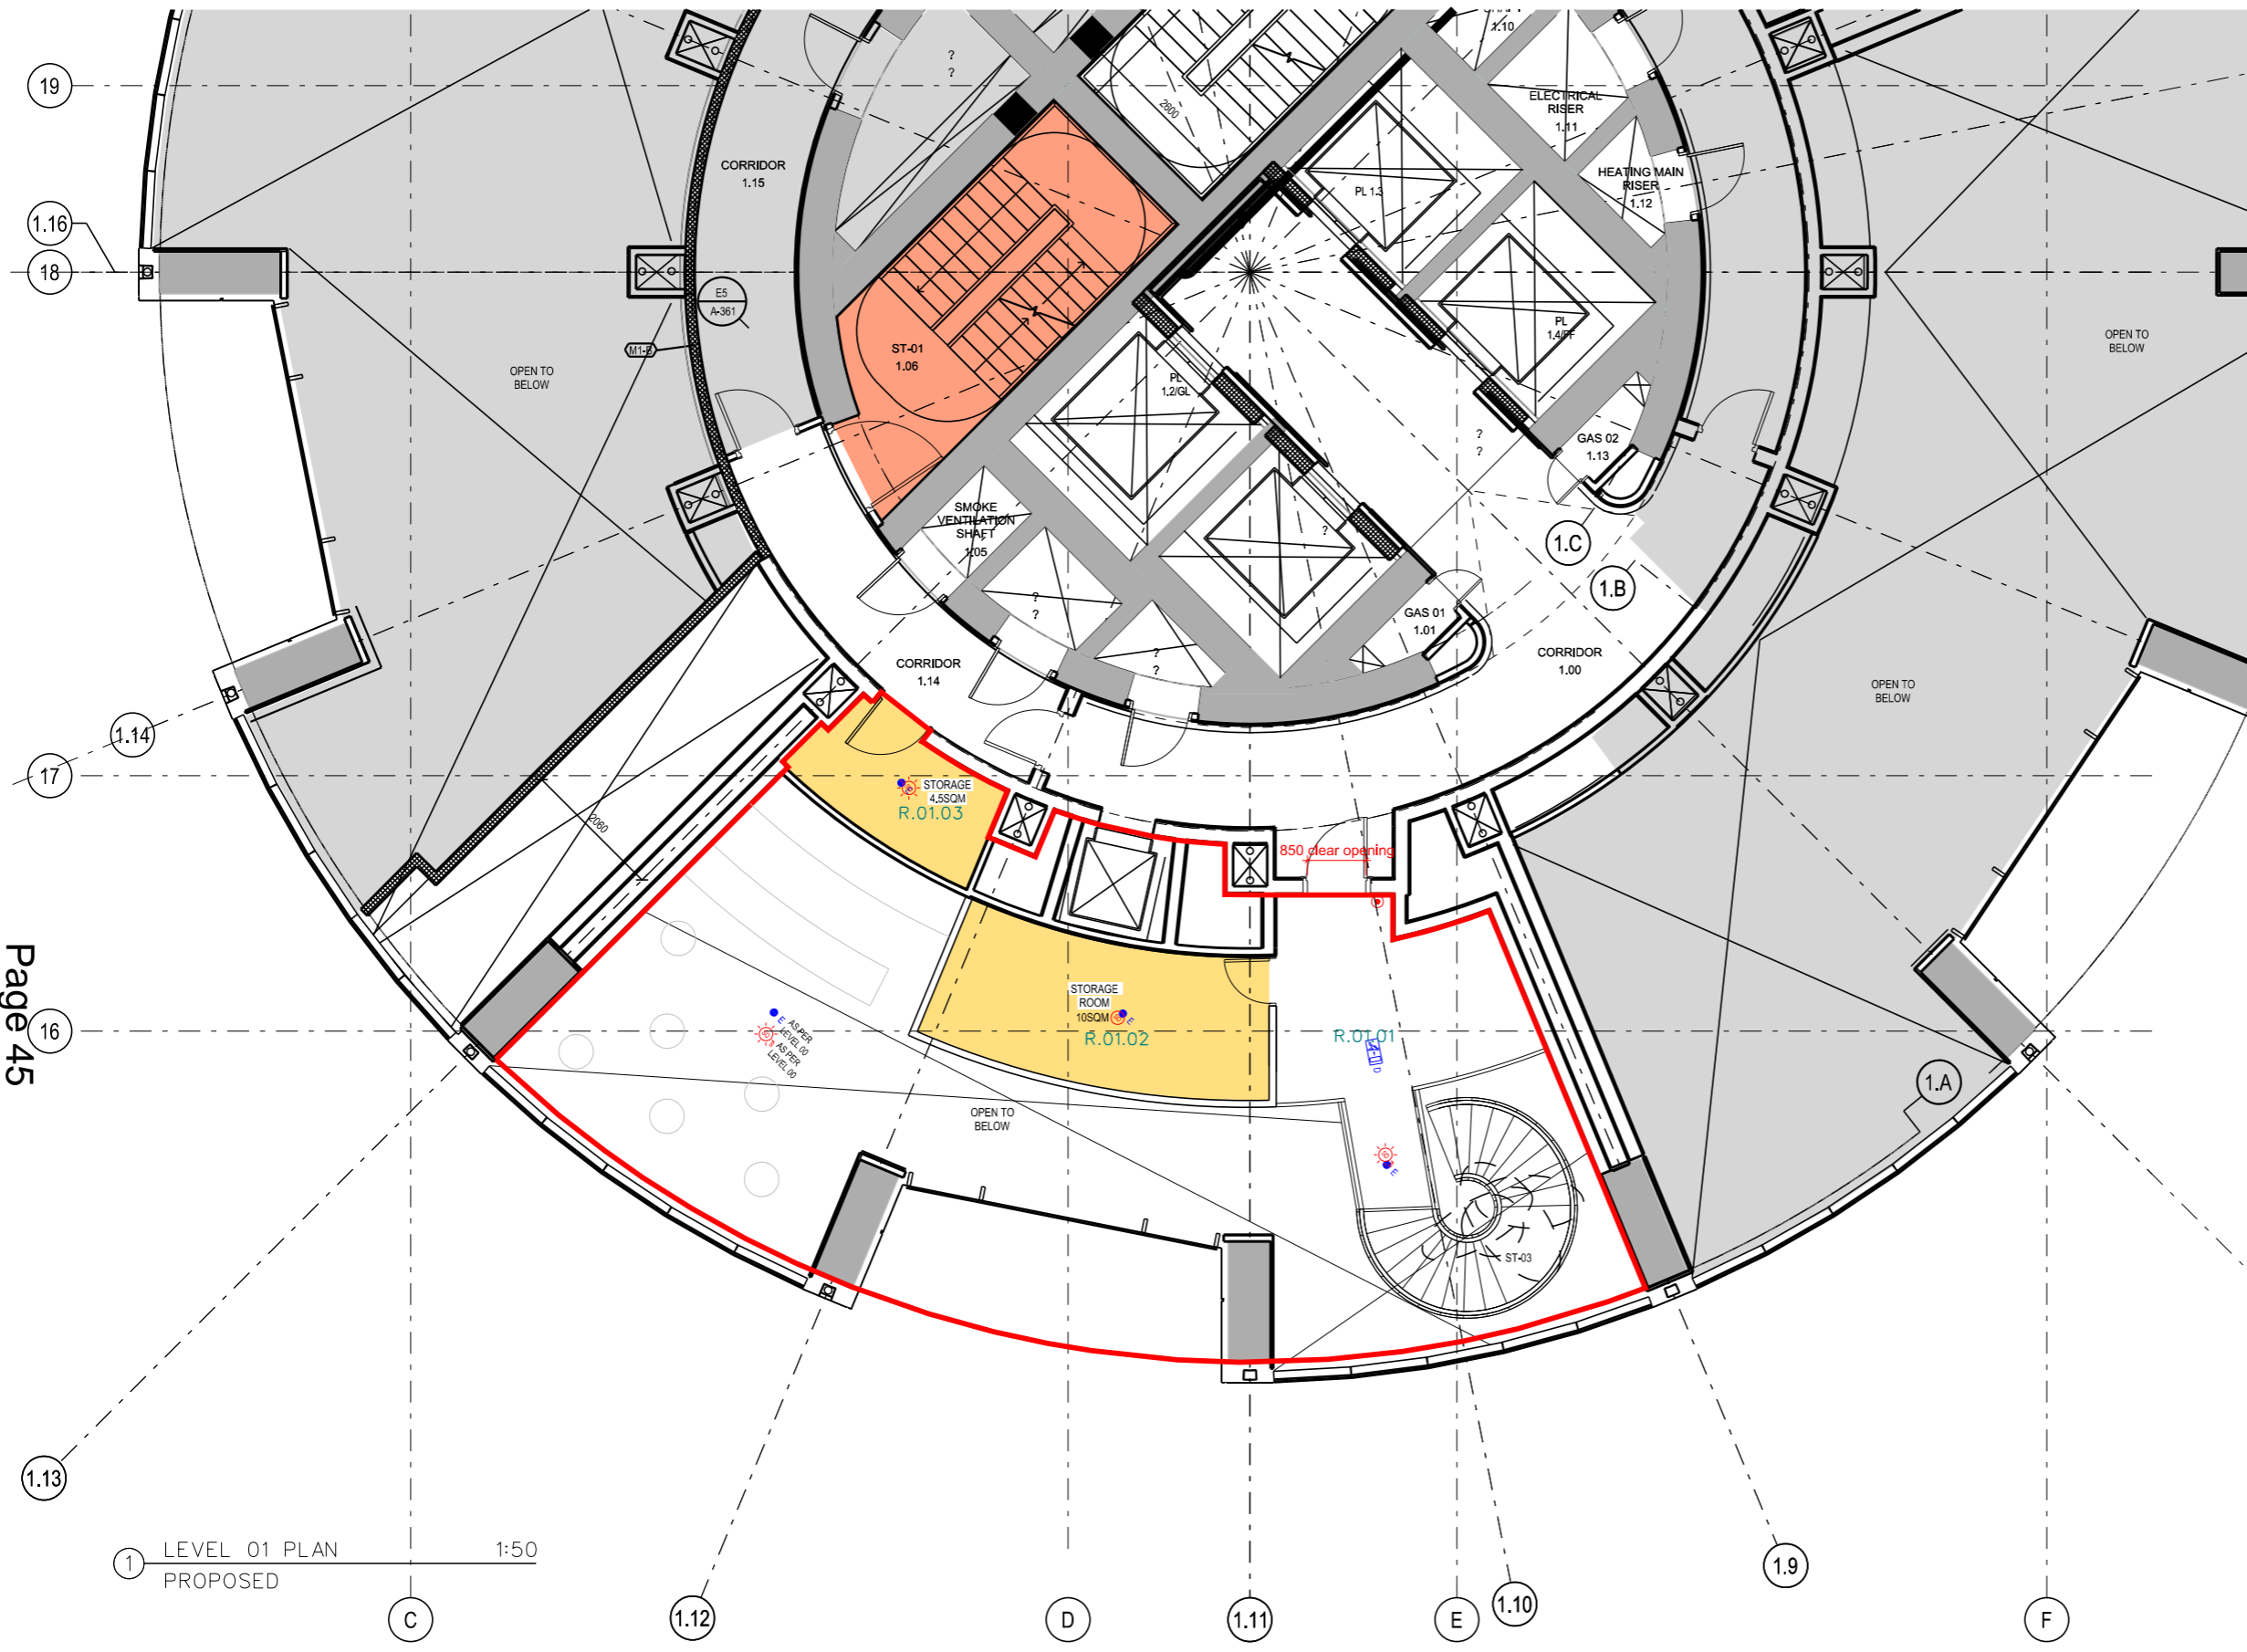 1.10
19
ELECTRICAL
RISER
1.11
2600
CORRIDOR
1.15
HEATING MAIN
RISER
1.12
PL 1.3
1.16
18
E5
A-361
M1-B
ST-01
1.06
PL
1.4/FF
OPEN TO
BELOW
OPEN TO
BELOW
PL
1.2/GL
?
?
?
?
GAS 02
1.13
SMOKE
VENTILATION
SHAFT
1.05
?
1.C
1.B
?
?
GAS 01
1.01
CORRIDOR
1.14
?
?
CORRIDOR
1.00
OPEN TO
BELOW
1.14
17
STORAGE
4.5SQM
R.01.03
2060
850 clear opening
Page 45
16
STORAGE
ROOM
10SQM
E
R.01.02
R.01.01
D
E AS PER
LEVEL 00
AS PER
LEVEL 00
1.A
OPEN TO
BELOW
E
ST-03
1.13
1
LEVEL 01 PLAN 1:50
PROPOSED
C
1.12
D
1.11
E
1.10
1.9
F